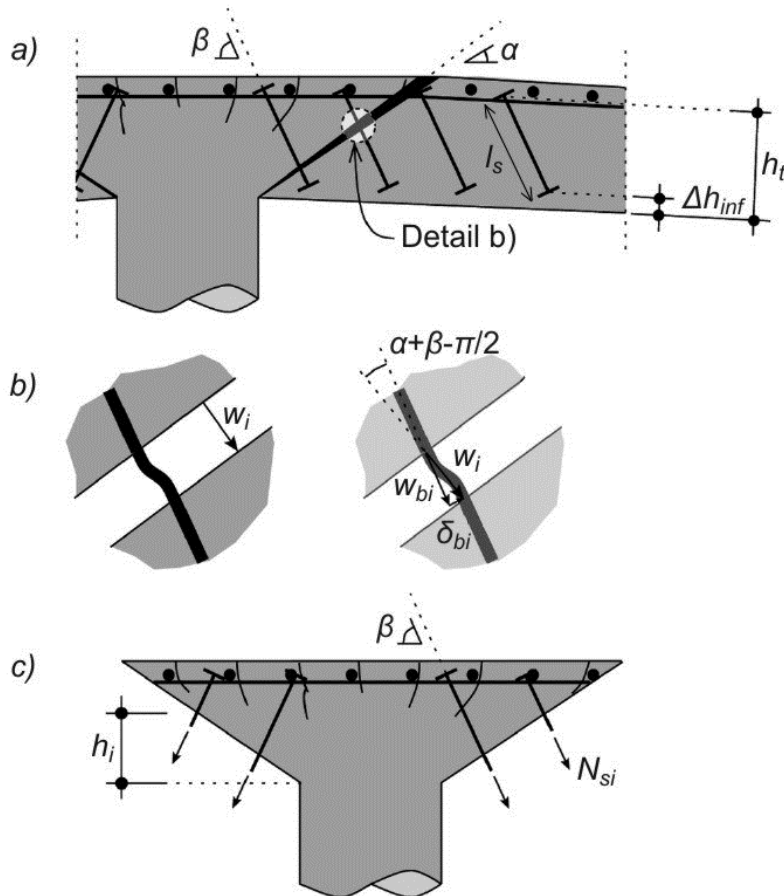 a)
β
α
l_s
h_t
Δh_inf
Detail b)
b)
w_i
α+β-π/2
w_i
w_bi
δ_bi
c)
β
h_i
N_si